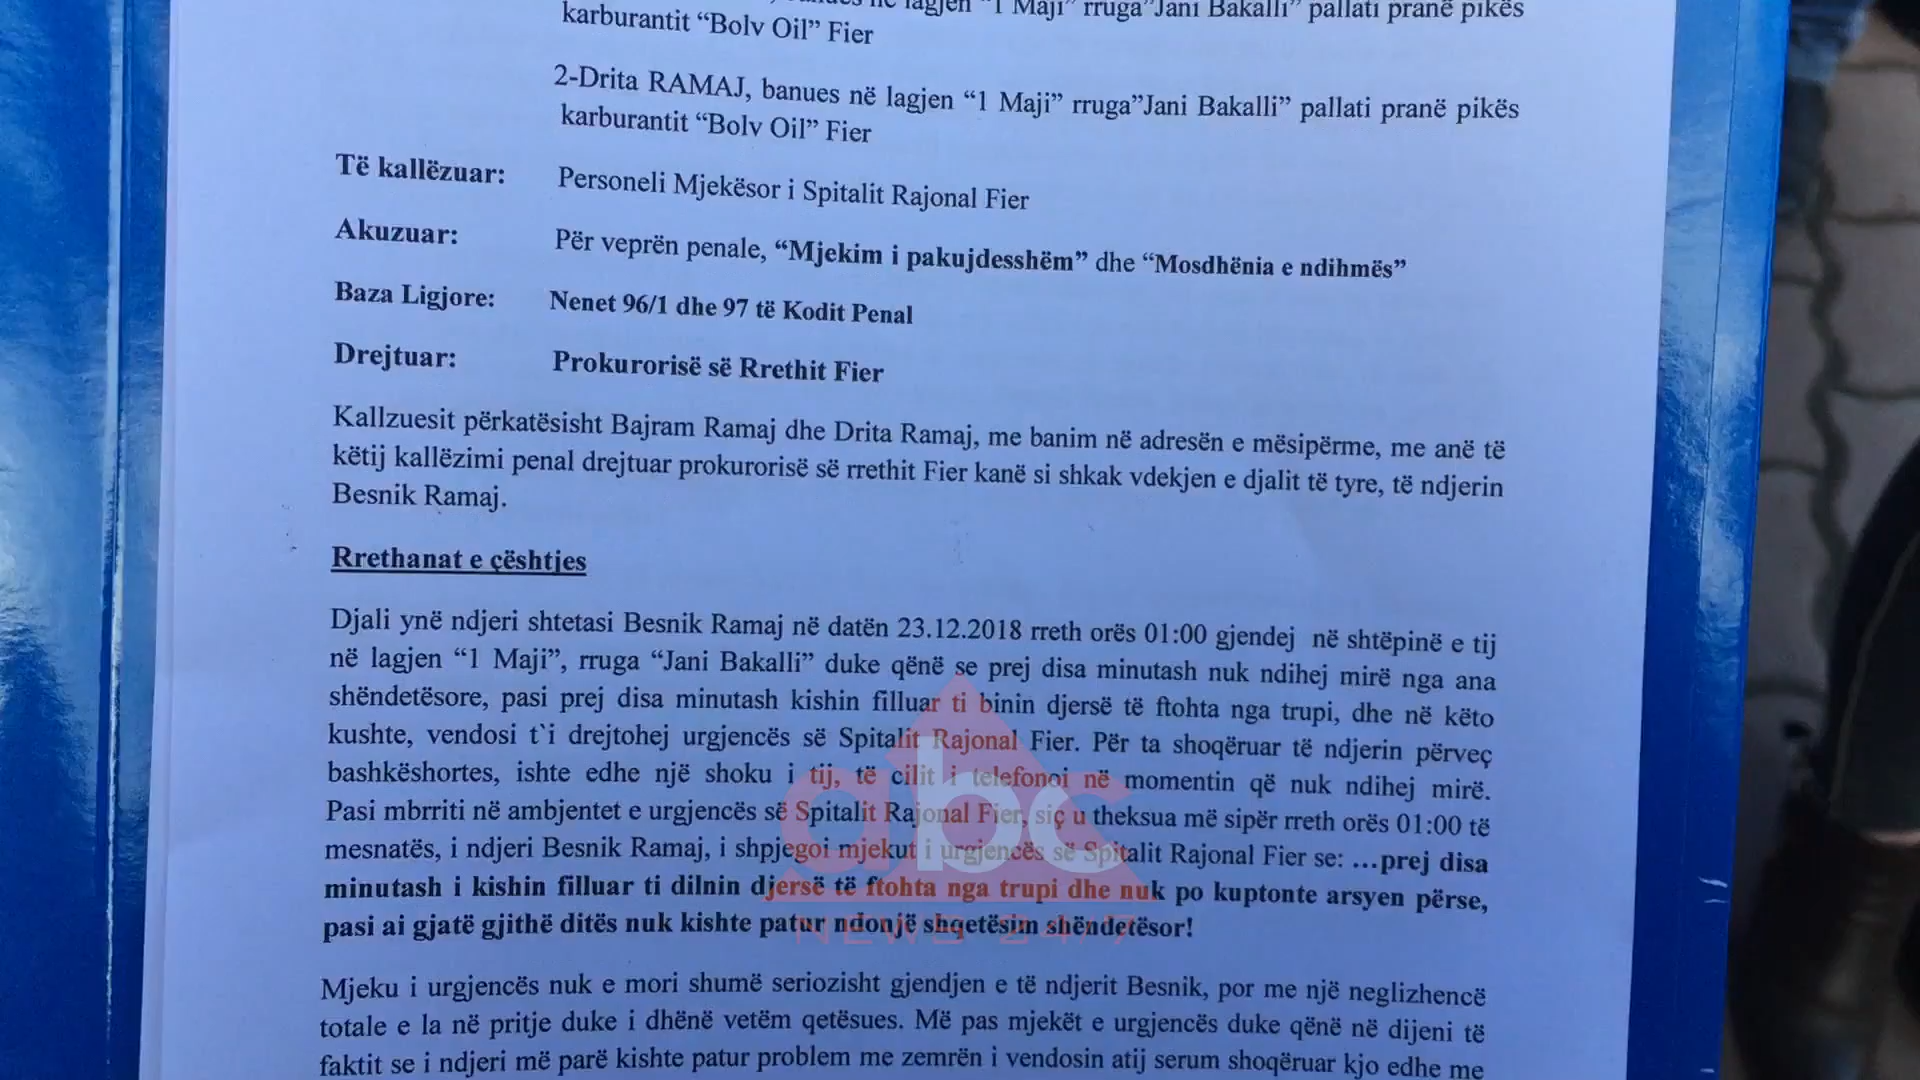 banues në lagjen “1 Maji” rruga”Jani Bakalli” pallati pranë pikës
karburantit “Bolv Oil” Fier
2-Drita RAMAJ, banues në lagjen “1 Maji” rruga”Jani Bakalli” pallati pranë pikës
karburantit “Bolv Oil” Fier
Të kallëzuar: Personeli Mjekësor i Spitalit Rajonal Fier
Akuzuar: Për veprën penale, “Mjekim i pakujdesshëm” dhe “Mosdhënia e ndihmës”
Baza Ligjore: Nenet 96/1 dhe 97 të Kodit Penal
Drejtuar: Prokurorisë së Rrethit Fier
Kallzuesit përkatësisht Bajram Ramaj dhe Drita Ramaj, me banim në adresën e mësipërme, me anë të
këtij kallëzimi penal drejtuar prokurorisë së rrethit Fier kanë si shkak vdekjen e djalit të tyre, të ndjerin
Besnik Ramaj.
Rrethanat e çështjes
Djali ynë ndjeri shtetasi Besnik Ramaj në datën 23.12.2018 rreth orës 01:00 gjendej në shtëpinë e tij
në lagjen “1 Maji”, rruga “Jani Bakalli” duke qënë se prej disa minutash nuk ndihej mirë nga ana
shëndetësore, pasi prej disa minutash kishin filluar ti binin djersë të ftohta nga trupi, dhe në këto
kushte, vendosi t`i drejtohej urgjencës së Spitalit Rajonal Fier. Për ta shoqëruar të ndjerin përveç
bashkëshortes, ishte edhe një shoku i tij, të cilit i telefonoi në momentin që nuk ndihej mirë.
Pasi mbrriti në ambjentet e urgjencës së Spitalit Rajonal Fier, siç u theksua më sipër rreth orës 01:00 të
mesnatës, i ndjeri Besnik Ramaj, i shpjegoi mjekut i urgjencës së Spitalit Rajonal Fier se: …prej disa
minutash i kishin filluar ti dilnin djersë të ftohta nga trupi dhe nuk po kuptonte arsyen përse,
pasi ai gjatë gjithë ditës nuk kishte patur ndonjë shqetësim shëndetësor!
abc
NEWS 24/7
Mjeku i urgjencës nuk e mori shumë seriozisht gjendjen e të ndjerit Besnik, por me një neglizhencë
totale e la në pritje duke i dhënë vetëm qetësues. Më pas mjekët e urgjencës duke qënë në dijeni të
faktit se i ndjeri më parë kishte patur problem me zemrën i vendosin atij serum shoqëruar kjo edhe me